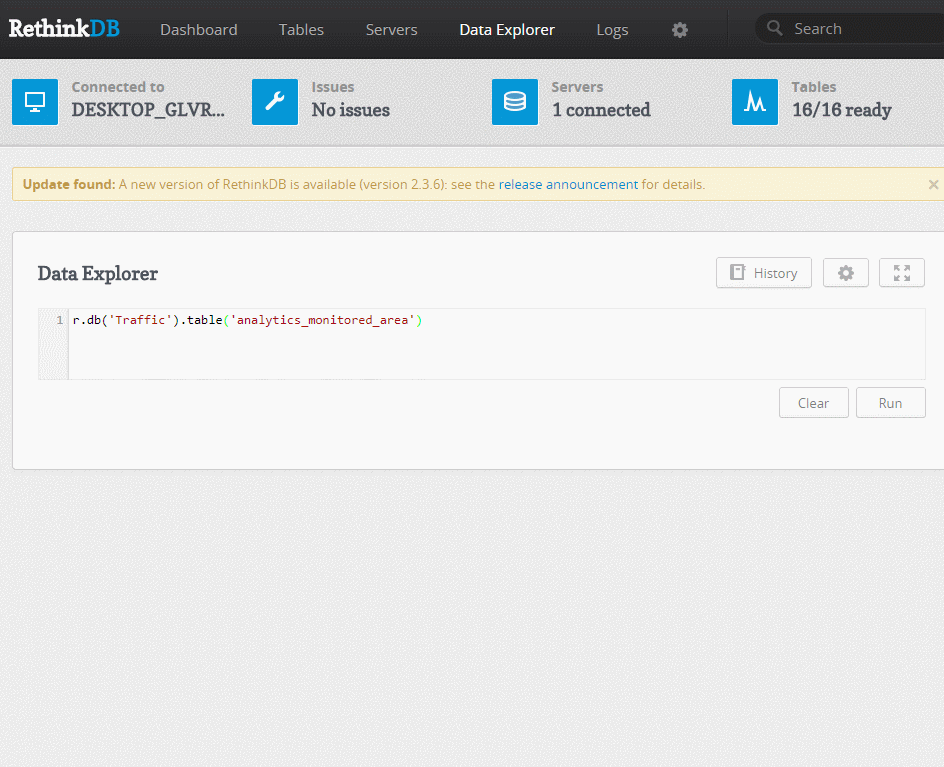 RethinkDB Dashboard Tables Servers Data Explorer Logs Search
Connected to Issues Servers Tables
DESKTOP_GLVR... No issues 1 connected 16/16 ready
Update found: A new version of RethinkDB is available (version 2.3.6): see the release announcement for details. ×
Data Explorer History
1 r.db('Traffic').table('analytics_monitored_area')
Clear Run